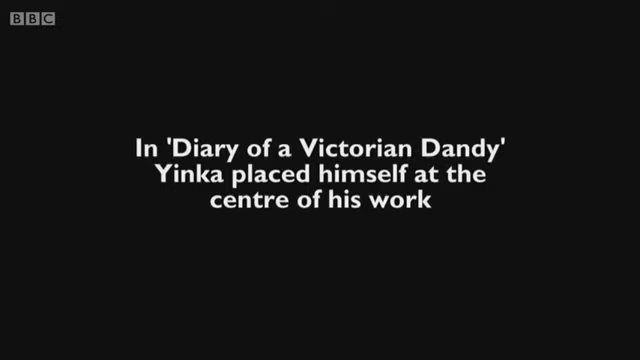 BBC
In 'Diary of a Victorian Dandy'
Yinka placed himself at the
centre of his work